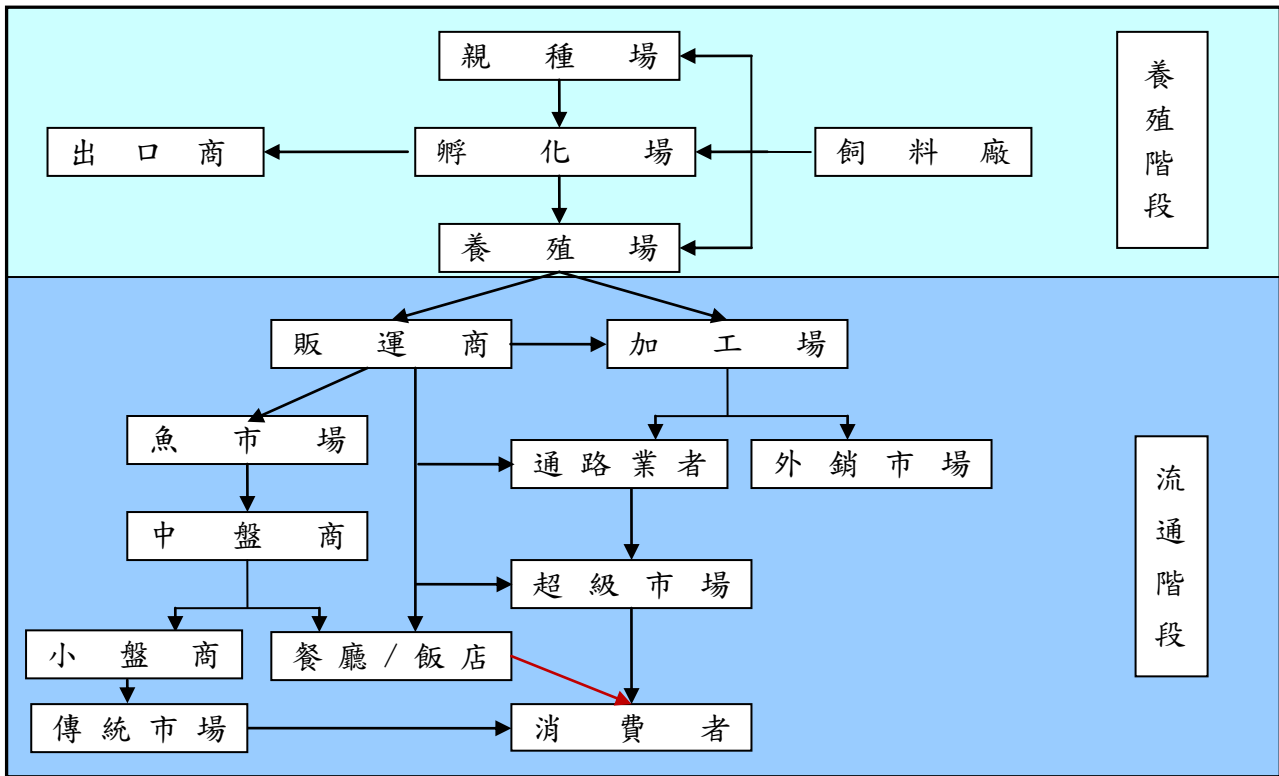 親種場
養殖階段
出口商
孵化場
飼料廠
養殖場
販運商
加工場
魚市場
通路業者
外銷市場
流通階段
中盤商
超級市場
小盤商
餐廳/飯店
傳統市場
消費者